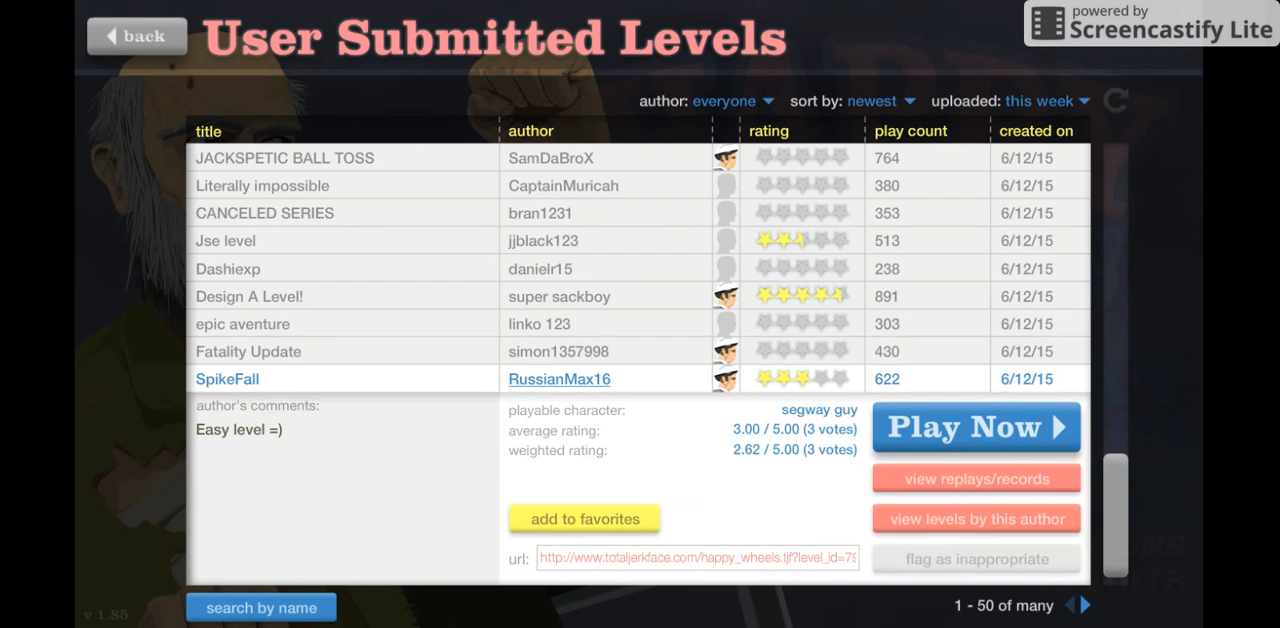 back
User Submitted Levels
powered by
Screencastify Lite
author: everyone sort by: newest uploaded: this week
title author rating play count created on
JACKSPETIC BALL TOSS SamDaBroX 764 6/12/15
Literally impossible CaptainMuricah 380 6/12/15
CANCELED SERIES bran1231 353 6/12/15
Jse level jjblack123 513 6/12/15
Dashiexp danielr15 238 6/12/15
Design A Level! super sackboy 891 6/12/15
epic aventure linko 123 303 6/12/15
Fatality Update simon1357998 430 6/12/15
SpikeFall RussianMax16 622 6/12/15
author's comments:
Easy level =)
playable character: segway guy
average rating: 3.00 / 5.00 (3 votes)
weighted rating: 2.62 / 5.00 (3 votes)
add to favorites
url: http://www.totaljerkface.com/happy_wheels.tjf?level_id=79
Play Now
view replays/records
view levels by this author
flag as inappropriate
v 1.85
search by name
1 - 50 of many